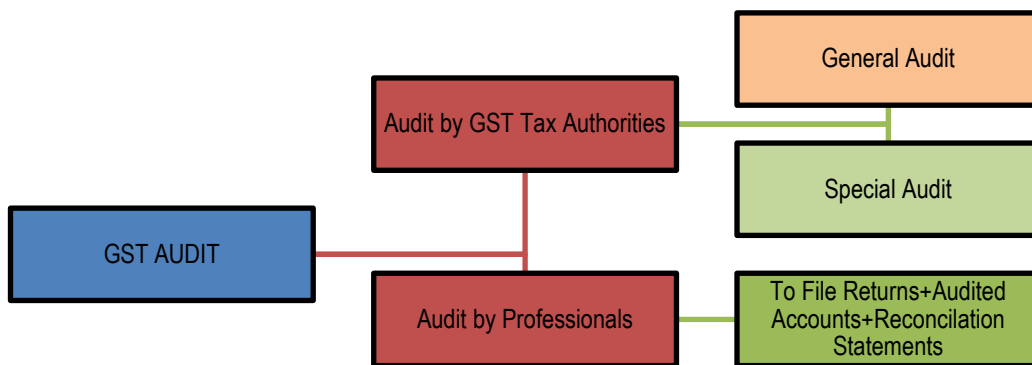 General Audit
Audit by GST Tax Authorities
Special Audit
GST AUDIT
Audit by Professionals
To File Returns+Audited
Accounts+Reconcilation
Statements